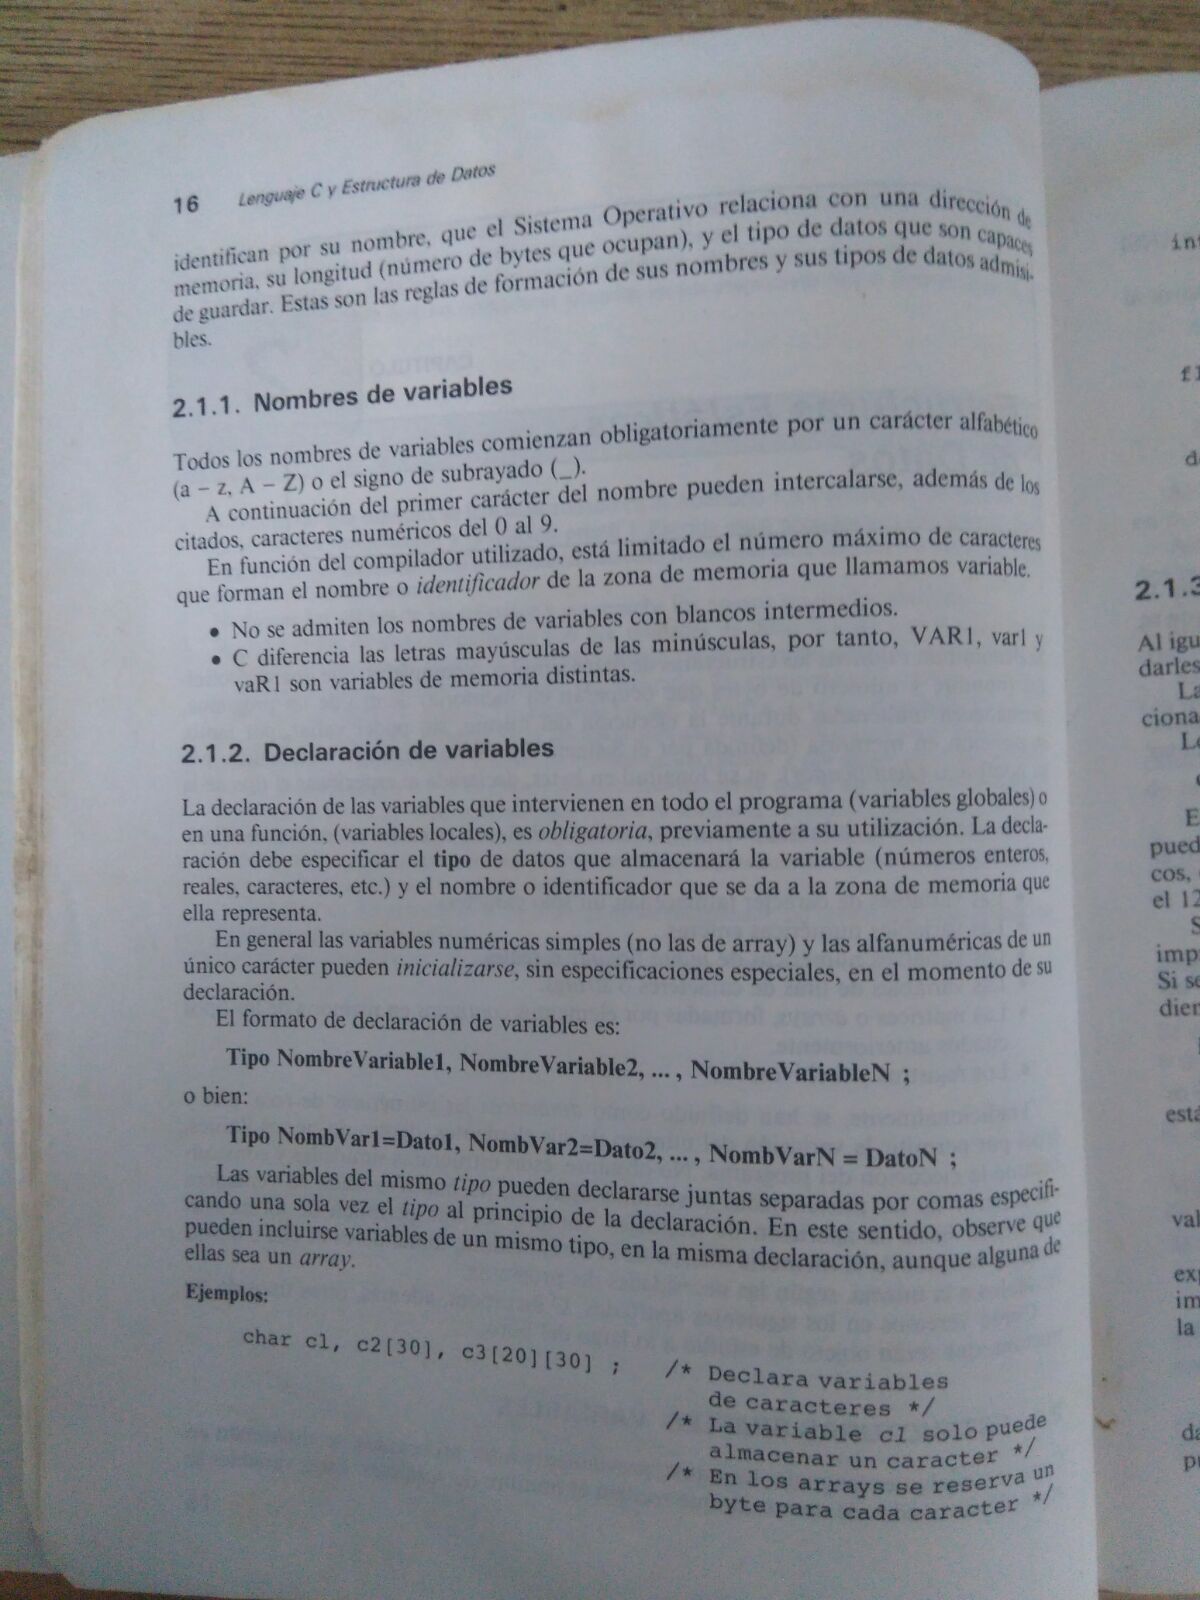 16 Lenguaje C y Estructura de Datos
identifican por su nombre, que el Sistema Operativo relaciona con una dirección de
memoria, su longitud (número de bytes que ocupan), y el tipo de datos que son capaces
de guardar. Estas son las reglas de formación de sus nombres y sus tipos de datos admisi-
bles.
2.1.1. Nombres de variables
Todos los nombres de variables comienzan obligatoriamente por un carácter alfabético
(a – z, A – Z) o el signo de subrayado (_).
A continuación del primer carácter del nombre pueden intercalarse, además de los
citados, caracteres numéricos del 0 al 9.
En función del compilador utilizado, está limitado el número máximo de caracteres
que forman el nombre o identificador de la zona de memoria que llamamos variable.
• No se admiten los nombres de variables con blancos intermedios.
• C diferencia las letras mayúsculas de las minúsculas, por tanto, VAR1, var1 y
vaR1 son variables de memoria distintas.
2.1.2. Declaración de variables
La declaración de las variables que intervienen en todo el programa (variables globales) o
en una función, (variables locales), es obligatoria, previamente a su utilización. La decla-
ración debe especificar el tipo de datos que almacenará la variable (números enteros,
reales, caracteres, etc.) y el nombre o identificador que se da a la zona de memoria que
ella representa.
En general las variables numéricas simples (no las de array) y las alfanuméricas de un
único carácter pueden inicializarse, sin especificaciones especiales, en el momento de su
declaración.
El formato de declaración de variables es:
Tipo NombreVariable1, NombreVariable2, ... , NombreVariableN ;
o bien:
Tipo NombVar1=Dato1, NombVar2=Dato2, ... , NombVarN = DatoN ;
Las variables del mismo tipo pueden declararse juntas separadas por comas especifi-
cando una sola vez el tipo al principio de la declaración. En este sentido, observe que
pueden incluirse variables de un mismo tipo, en la misma declaración, aunque alguna de
ellas sea un array.
Ejemplos:
char c1, c2[30], c3[20][30] ; /* Declara variables
de caracteres */
/* La variable c1 solo puede
almacenar un caracter */
/* En los arrays se reserva un
byte para cada caracter */
2.1.3
Al igu
darles
La
ciona
E
pued
cos,
el 12
S
imp
Si se
dien
está
val
exp
im
la
da